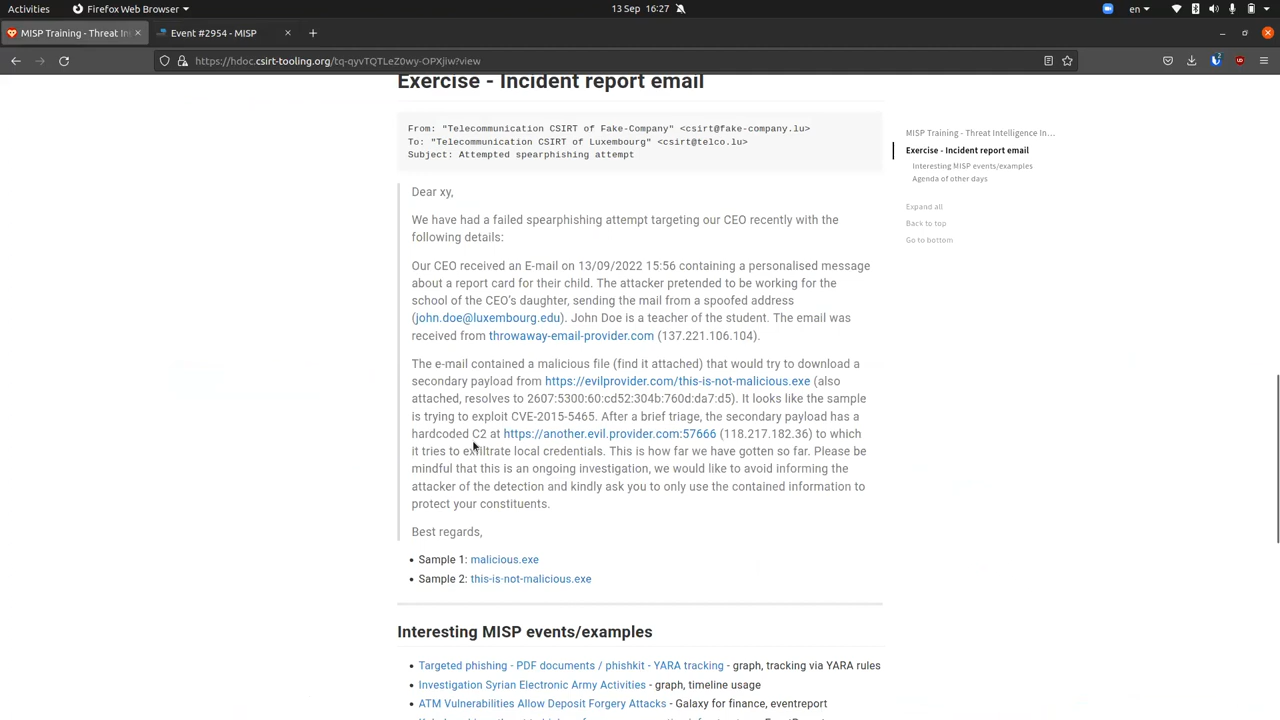 Activities
Firefox Web Browser
13 Sep 16:27
en
MISP Training - Threat In
Event #2954 - MISP
https://hdoc.csirt-tooling.org/tq-qyvTQTLeZ0wy-OPXjiw?view
Exercise - Incident report email
From: "Telecommunication CSIRT of Fake-Company" <csirt@fake-company.lu>
To: "Telecommunication CSIRT of Luxembourg" <csirt@telco.lu>
Subject: Attempted spearphishing attempt
Dear xy,
We have had a failed spearphishing attempt targeting our CEO recently with the
following details:
Our CEO received an E-mail on 13/09/2022 15:56 containing a personalised message
about a report card for their child. The attacker pretended to be working for the
school of the CEO's daughter, sending the mail from a spoofed address
(john.doe@luxembourg.edu). John Doe is a teacher of the student. The email was
received from throwaway-email-provider.com (137.221.106.104).
The e-mail contained a malicious file (find it attached) that would try to download a
secondary payload from https://evilprovider.com/this-is-not-malicious.exe (also
attached, resolves to 2607:5300:60:cd52:304b:760d:da7:d5). It looks like the sample
is trying to exploit CVE-2015-5465. After a brief triage, the secondary payload has a
hardcoded C2 at https://another.evil.provider.com:57666 (118.217.182.36) to which
it tries to exfiltrate local credentials. This is how far we have gotten so far. Please be
mindful that this is an ongoing investigation, we would like to avoid informing the
attacker of the detection and kindly ask you to only use the contained information to
protect your constituents.
Best regards,
Sample 1: malicious.exe
Sample 2: this-is-not-malicious.exe
Interesting MISP events/examples
Targeted phishing - PDF documents / phishkit - YARA tracking - graph, tracking via YARA rules
Investigation Syrian Electronic Army Activities - graph, timeline usage
ATM Vulnerabilities Allow Deposit Forgery Attacks - Galaxy for finance, eventreport
MISP Training - Threat Intelligence In...
Exercise - Incident report email
Interesting MISP events/examples
Agenda of other days
Expand all
Back to top
Go to bottom